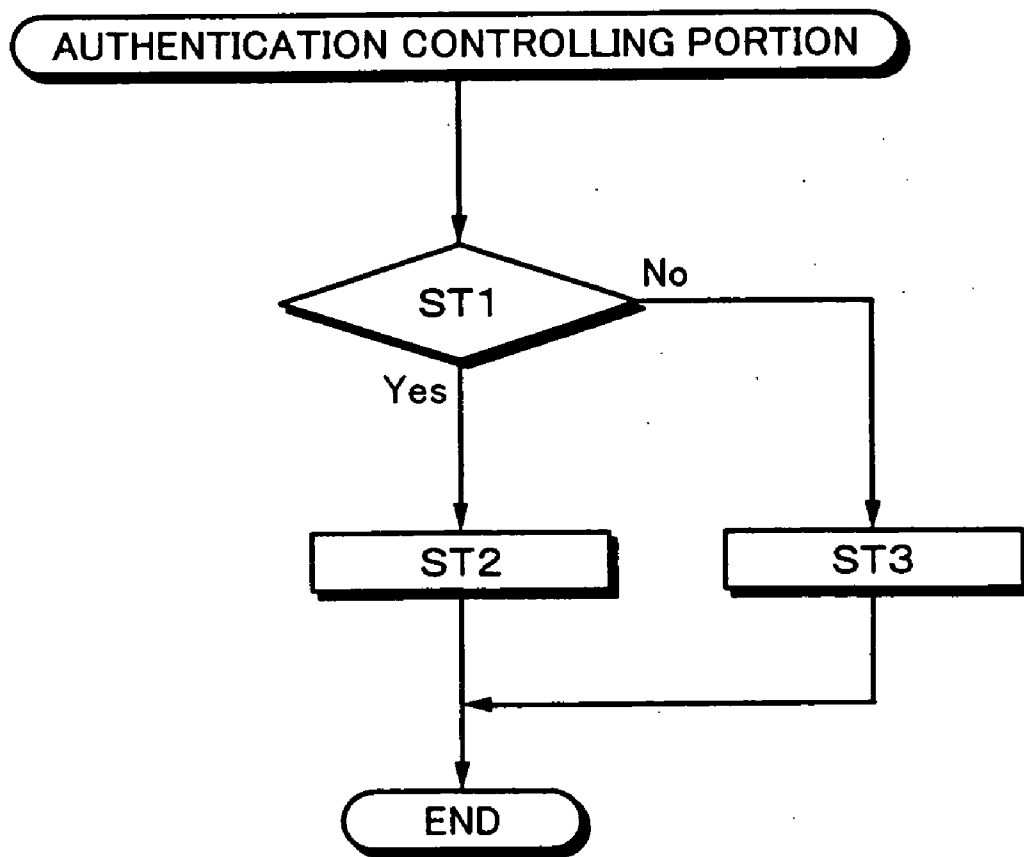 AUTHENTICATION CONTROLLING PORTION
ST1
No
Yes
ST2
ST3
END